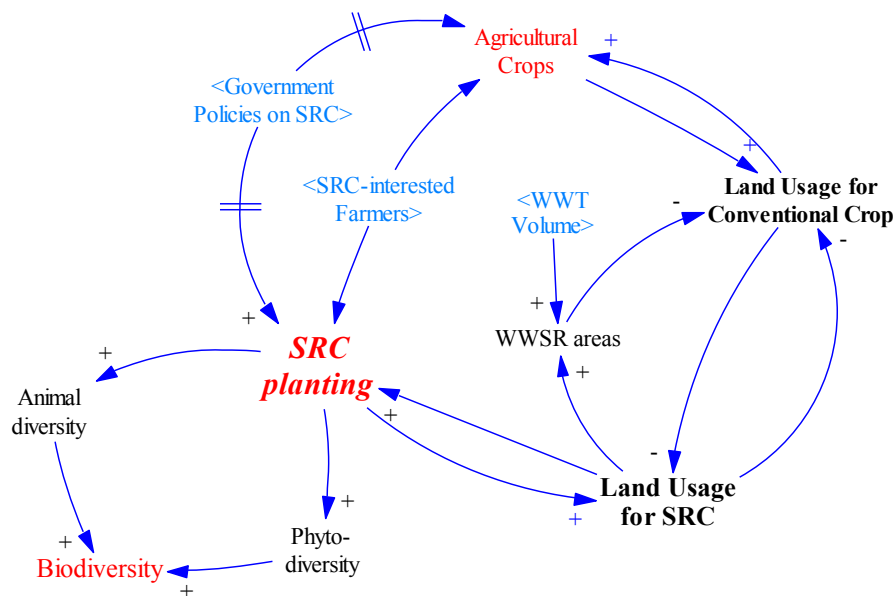 Agricultural
Crops
+
<Government
Policies on SRC>
<SRC-interested
Farmers>
<WWT
Volume>
+
Land Usage for
Conventional Crop
-
-
+
WWSR areas
+
+
SRC
planting
+
+
Animal
diversity
-
Land Usage
for SRC
+
+
Phyto-
diversity
+
Biodiversity
+